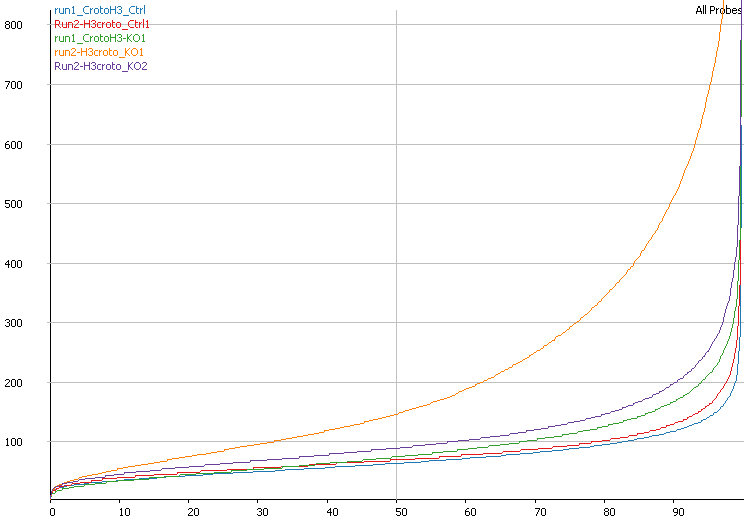 run1_CrotoH3_Ctrl
All Probes
Run2-H3croto_Ctrl1
run1_CrotoH3-KO1
run2-H3croto_KO1
Run2-H3croto_KO2
800
700
600
500
400
300
200
100
0 10 20 30 40 50 60 70 80 90